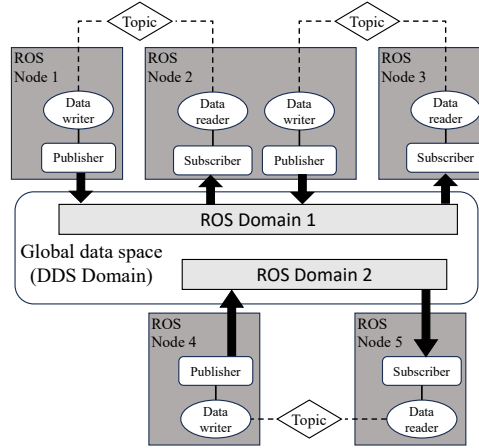 Topic
Topic
ROS
Node 1
ROS
Node 2
ROS
Node 3
Data
writer
Data
reader
Data
writer
Data
reader
Publisher
Subscriber
Publisher
Subscriber
ROS Domain 1
Global data space
(DDS Domain)
ROS Domain 2
ROS
Node 4
ROS
Node 5
Publisher
Subscriber
Data
writer
Topic
Data
reader